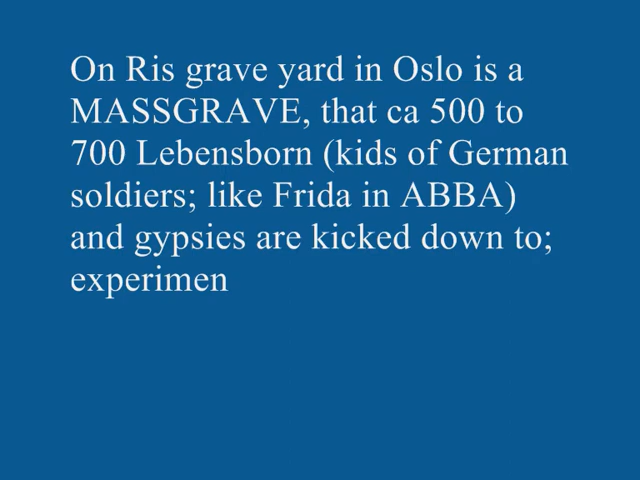 On Ris grave yard in Oslo is a
MASSGRAVE, that ca 500 to
700 Lebensborn (kids of German
soldiers; like Frida in ABBA)
and gypsies are kicked down to;
experimen